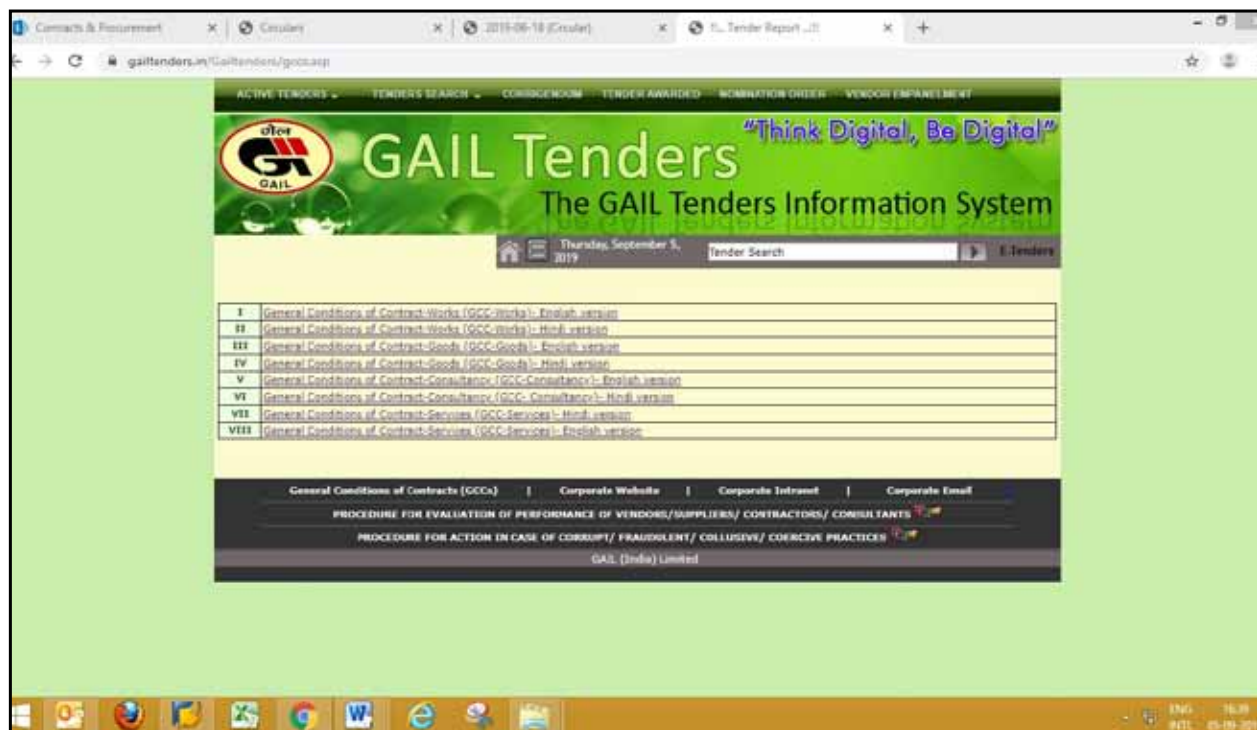 Contracts & Procurement
Circulars
2019-06-18 (Circular)
!!.. Tender Report ..!!
gailtenders.in/Gailtenders/gccs.asp
ACTIVE TENDERS TENDERS SEARCH CORRIGENDUM TENDER AWARDED NOMINATION ORDER VENDOR EMPANELMENT
"Think Digital, Be Digital"
गेल
GAIL
GAIL Tenders
The GAIL Tenders Information System
Thursday, September 5, 2019
Tender Search
E-Tenders
I General Conditions of Contract-Works (GCC-Works)- English version
II General Conditions of Contract-Works (GCC-Works)- Hindi version
III General Conditions of Contract-Goods (GCC-Goods)- English version
IV General Conditions of Contract-Goods (GCC-Goods)- Hindi version
V General Conditions of Contract-Consultancy (GCC-Consultancy)- English version
VI General Conditions of Contract-Consultancy (GCC- Consultancy)- Hindi version
VII General Conditions of Contract-Services (GCC-Services)- Hindi version
VIII General Conditions of Contract-Services (GCC-Services)- English version
General Conditions of Contracts (GCCs) | Corporate Website | Corporate Intranet | Corporate Email
PROCEDURE FOR EVALUATION OF PERFORMANCE OF VENDORS/SUPPLIERS/ CONTRACTORS/ CONSULTANTS
PROCEDURE FOR ACTION IN CASE OF CORRUPT/ FRAUDULENT/ COLLUSIVE/ COERCIVE PRACTICES
GAIL (India) Limited
ENG 16:39
INTL